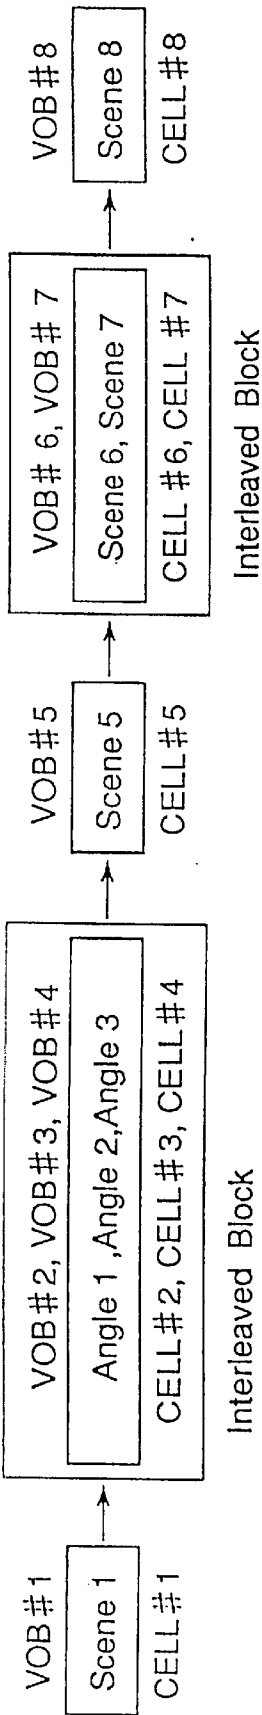 VOB#1
Scene 1
CELL#1
VOB#2, VOB#3, VOB#4
Angle 1 ,Angle 2,Angle 3
CELL#2, CELL#3, CELL#4
Interleaved Block
VOB#5
Scene 5
CELL#5
VOB# 6, VOB# 7
Scene 6, Scene 7
CELL #6, CELL #7
Interleaved Block
VOB#8
Scene 8
CELL#8